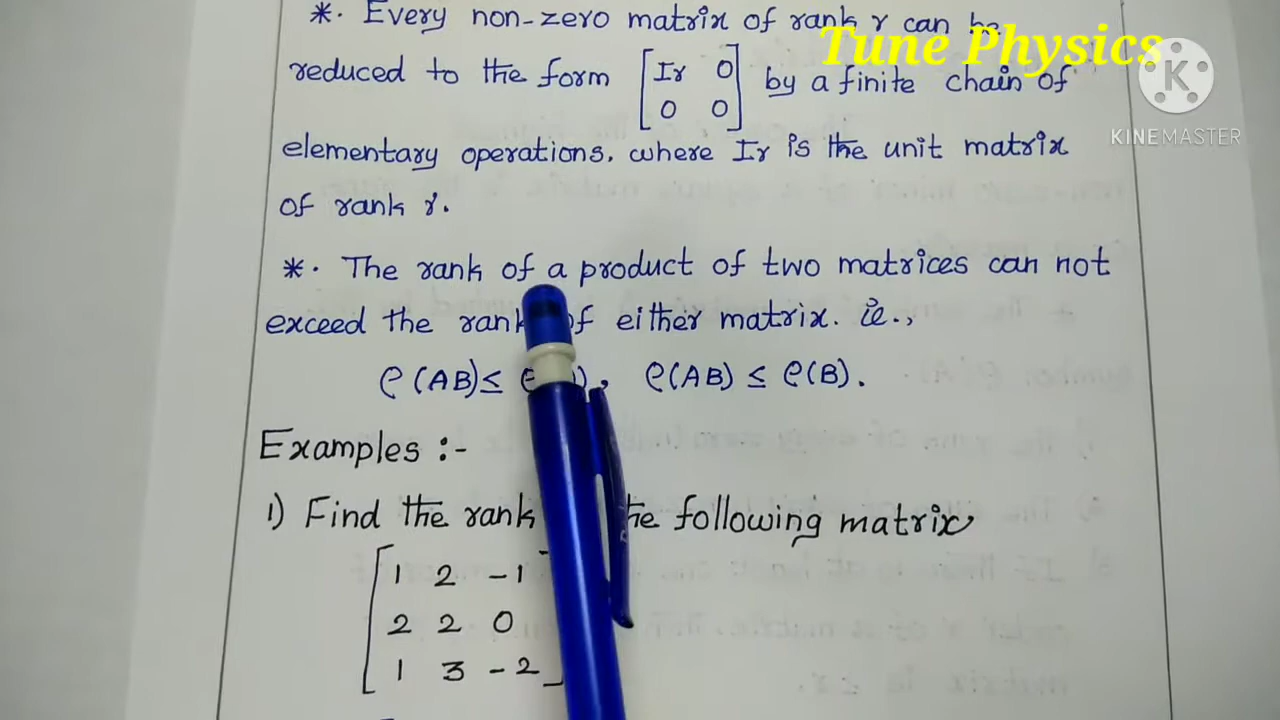 *. Every non-zero matrix of rank r can be
Tune Physics
reduced to the form [Ir 0
0 0] by a finite chain of
KINEMASTER
elementary operations. where Ir is the unit matrix
of rank r.
*. The rank of a product of two matrices can not
exceed the rank of either matrix. ie.,
ρ(AB) ≤ ρ ), ρ(AB) ≤ ρ(B).
Examples :-
1) Find the rank the following matrix
[1 2 -1
2 2 0
1 3 -2]